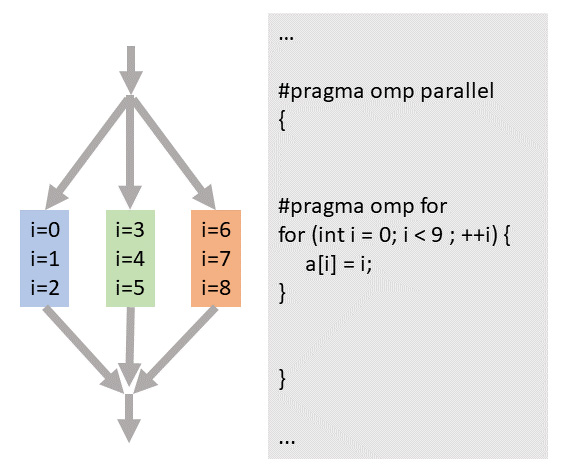 i=0
i=1
i=2
i=3
i=4
i=5
i=6
i=7
i=8
...
#pragma omp parallel
{
#pragma omp for
for (int i = 0; i < 9 ; ++i) {
a[i] = i;
}
}
...